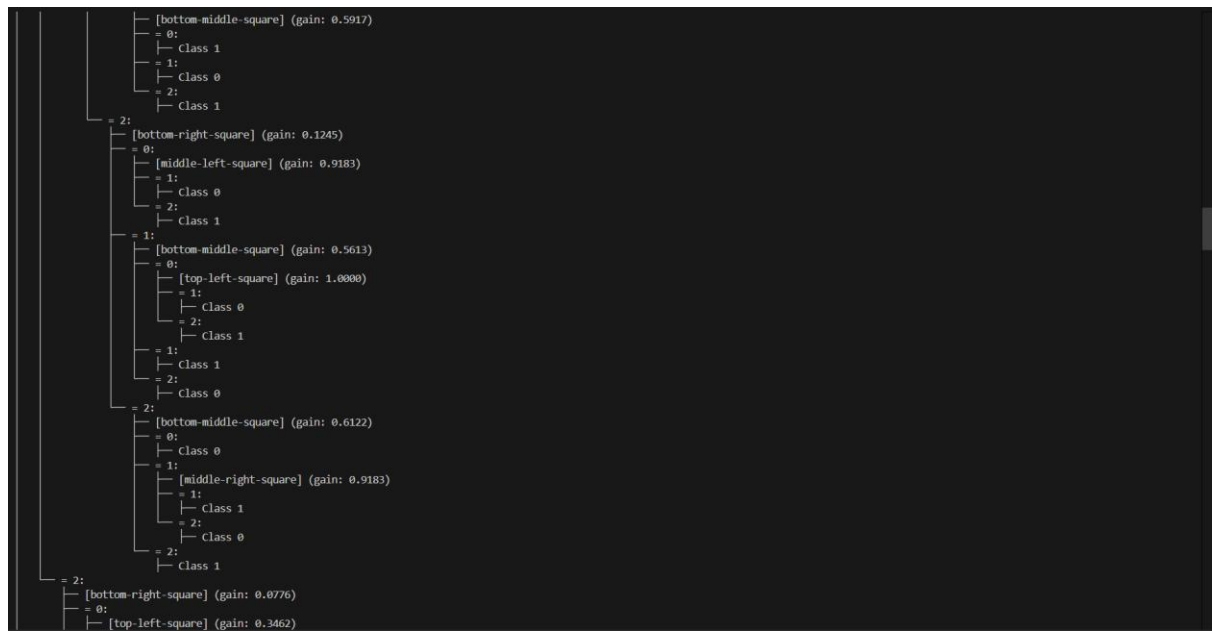 [bottom-middle-square] (gain: 0.5917)
= 0:
Class 1
= 1:
Class 0
= 2:
Class 1
= 2:
[bottom-right-square] (gain: 0.1245)
= 0:
[middle-left-square] (gain: 0.9183)
= 1:
Class 0
= 2:
Class 1
= 1:
[bottom-middle-square] (gain: 0.5613)
= 0:
[top-left-square] (gain: 1.0000)
= 1:
Class 0
= 2:
Class 1
= 1:
Class 1
= 2:
Class 0
= 2:
[bottom-middle-square] (gain: 0.6122)
= 0:
Class 0
= 1:
[middle-right-square] (gain: 0.9183)
= 1:
Class 1
= 2:
Class 0
= 2:
Class 1
= 2:
[bottom-right-square] (gain: 0.0776)
= 0:
[top-left-square] (gain: 0.3462)